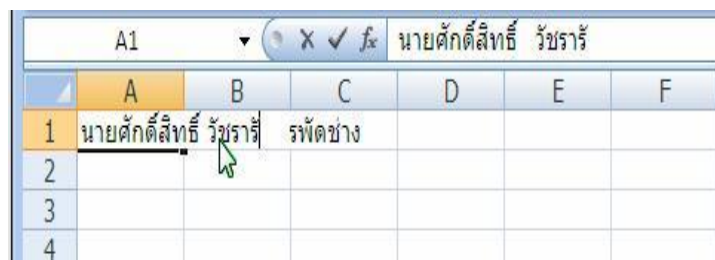 A1 fx นายศักดิ์สิทธิ์ วัชรารั
A B C D E F
1 นายศักดิ์สิทธิ์ วัชรารั รพัดช่าง
2
3
4